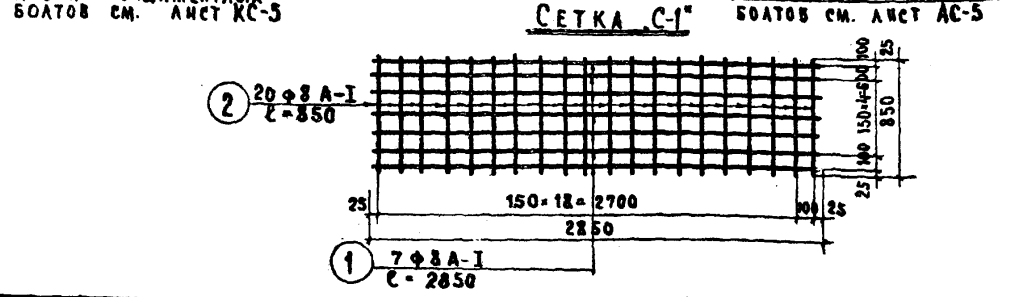 БОЛТОВ СМ. ЛИСТ КС-5
СЕТКА „С-1"
БОЛТОВ СМ. ЛИСТ АС-5
2
20 ϕ 8 А-I
ℓ=850
100
25
150×4=600
850
100
25
25
150×18=2700
100
25
2850
1
7 ϕ 8 А-I
ℓ=2850